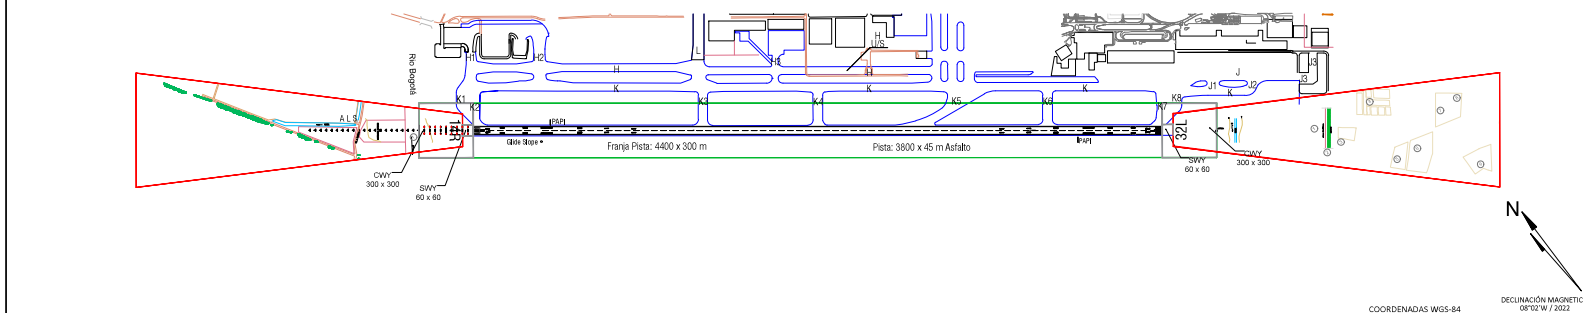 H
U/S
L
H1
H2
H3
H
H
J
J3
J3
J1
J2
Río Bogotá
K
K
K
K1
K2
K3
K4
K5
K6
K7
K8
A L S
PAPI
32L
Glide Slope
Franja Pista: 4400 x 300 m
Pista: 3800 x 45 m Asfalto
PAPI
CWY
300 x 300
SWY
60 x 60
SWY
60 x 60
CWY
300 x 300
N
COORDENADAS WGS-84
DECLINACIÓN MAGNETIC
08°02'W / 2022